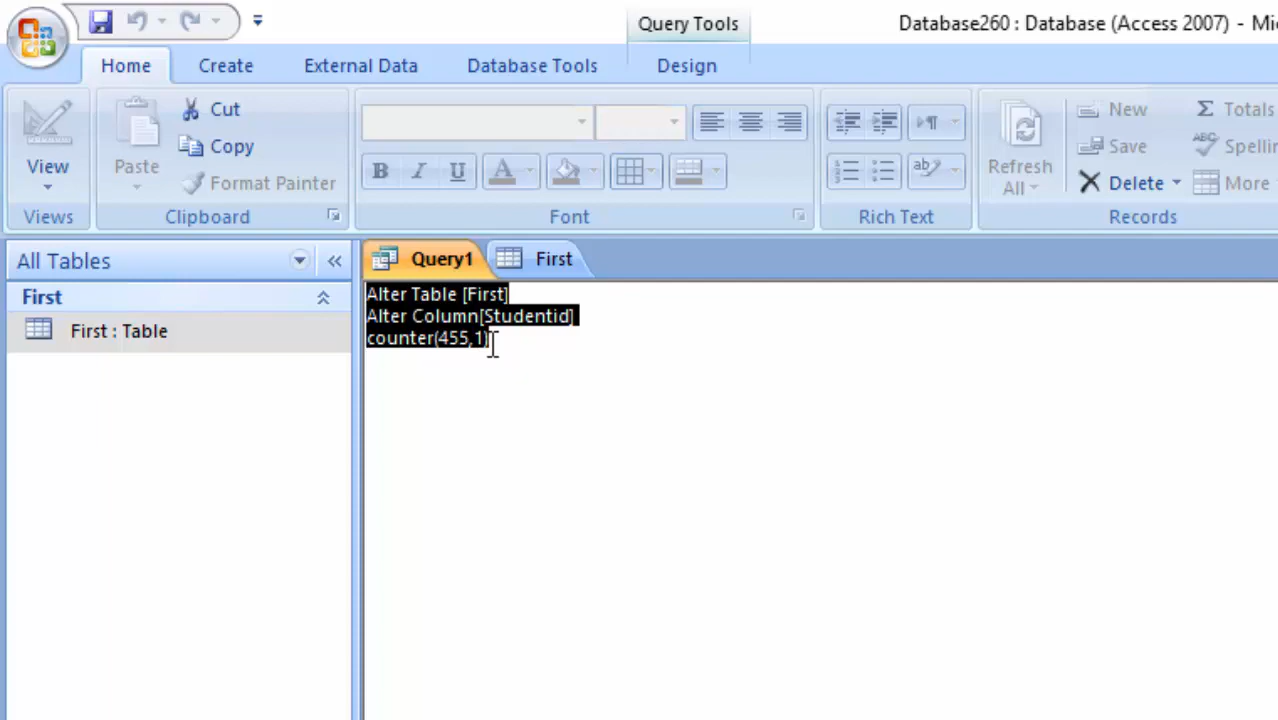 Query Tools
Database260 : Database (Access 2007) -
Home
Create
External Data
Database Tools
Design
View
Views
Paste
Cut
Copy
Format Painter
Clipboard
B I U A
Font
Rich Text
Refresh
All
New
Save
Delete
Totals
More
Records
All Tables
First
First : Table
Query1
First
Alter Table [First]
Alter Column[Studentid]
counter(455,1)